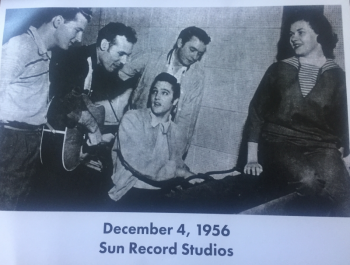 December 4, 1956
Sun Record Studios